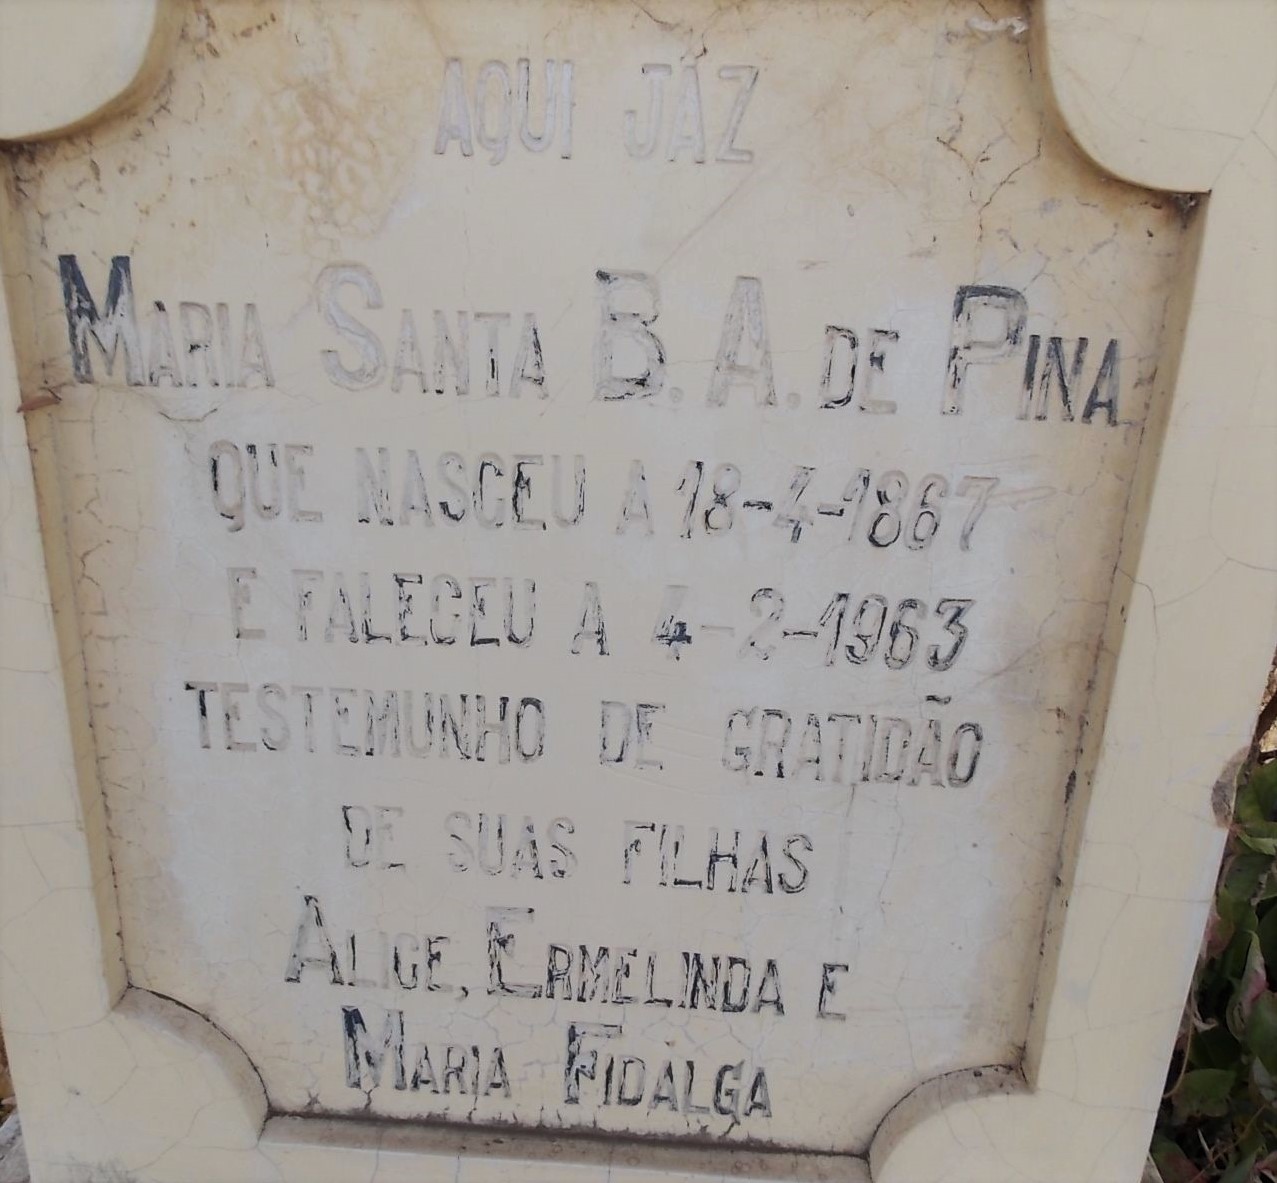 AQUI JAZ
MARIA SANTA B. A. DE PINA
QUE NASCEU A 18-4-1867
E FALECEU A 4-2-1963
TESTEMUNHO DE GRATIDÃO
DE SUAS FILHAS
ALICE, ERMELINDA E
MARIA FIDALGA